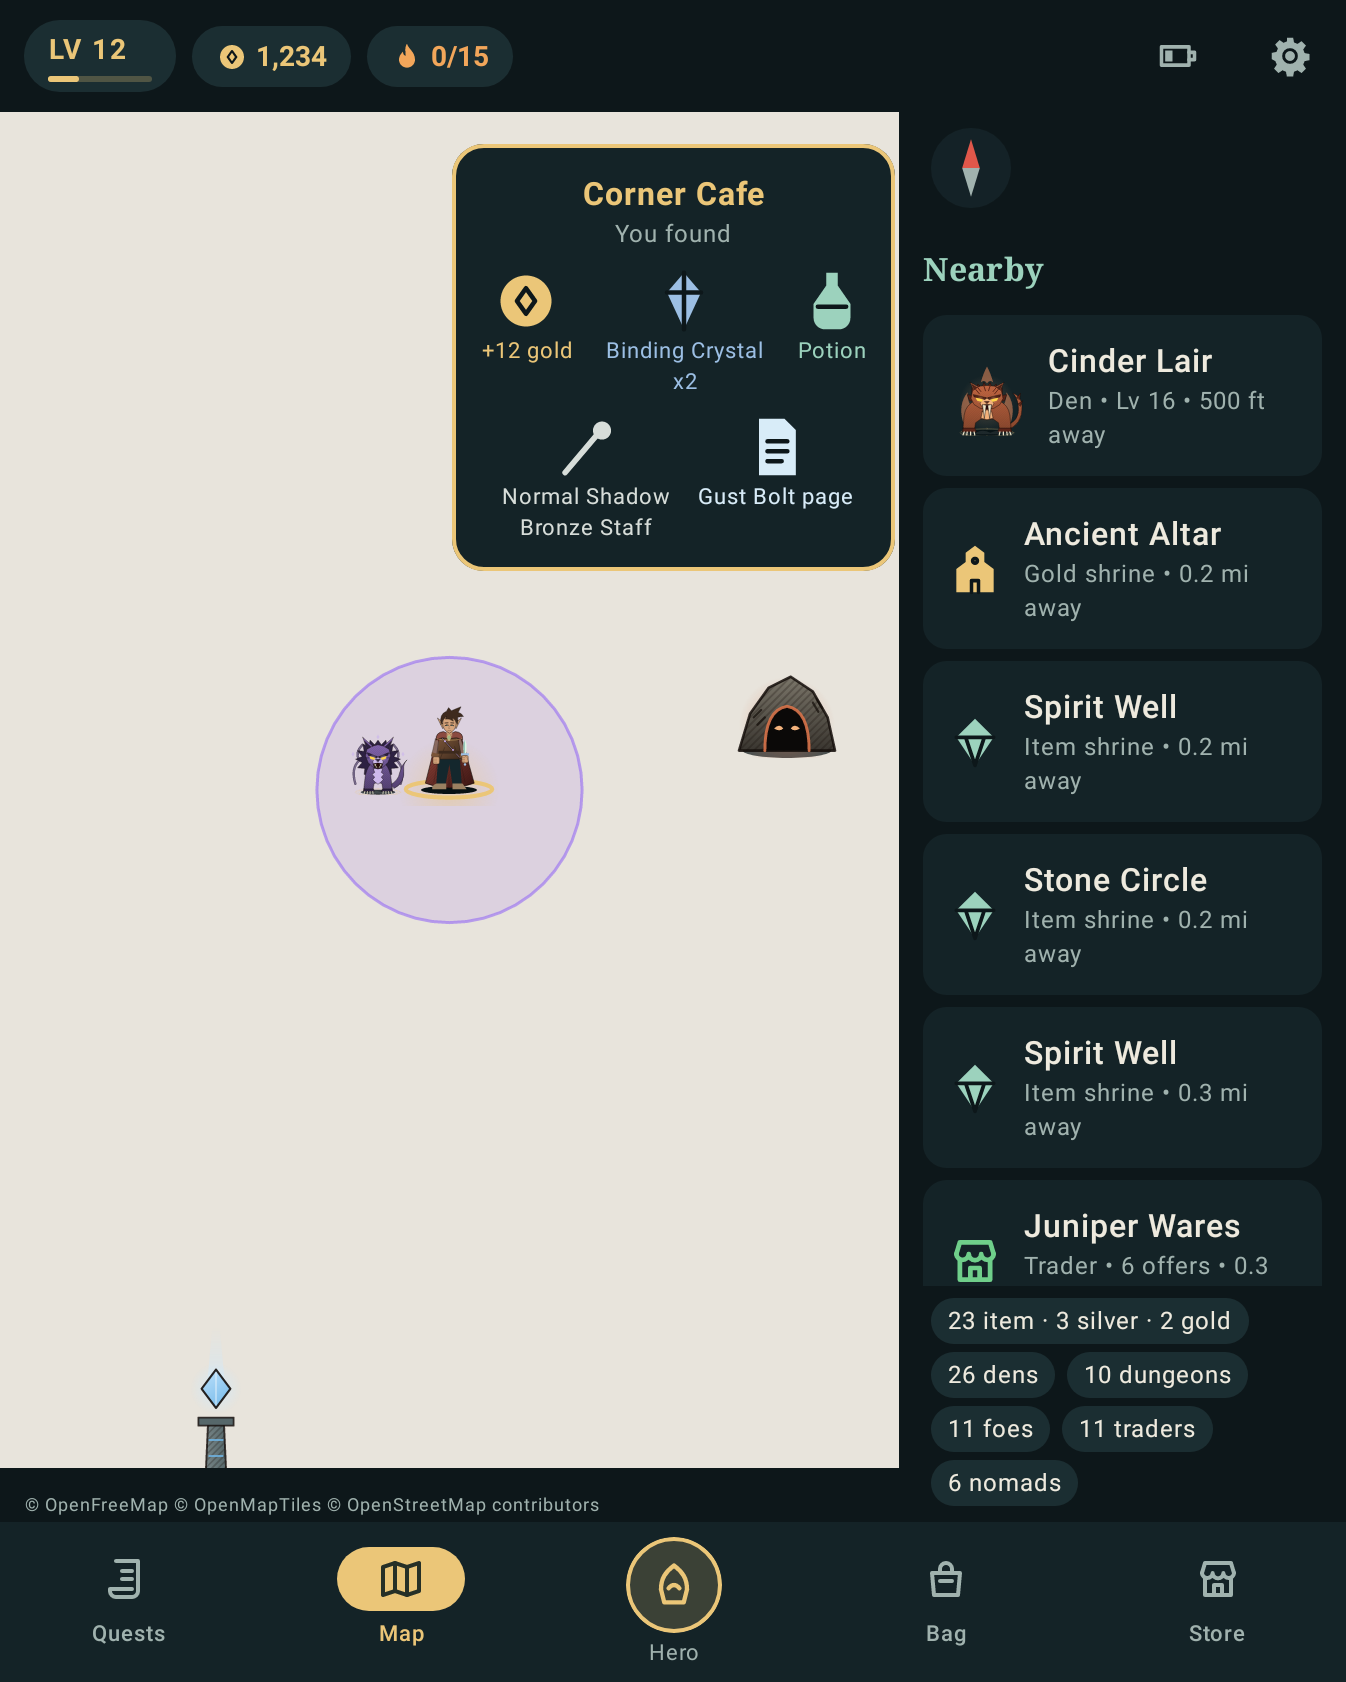 LV 12
1,234
0/15
Corner Cafe
You found
+12 gold
Binding Crystal
x2
Potion
Normal Shadow
Bronze Staff
Gust Bolt page
Nearby
Cinder Lair
Den • Lv 16 • 500 ft
away
Ancient Altar
Gold shrine • 0.2 mi
away
Spirit Well
Item shrine • 0.2 mi
away
Stone Circle
Item shrine • 0.2 mi
away
Spirit Well
Item shrine • 0.3 mi
away
Juniper Wares
Trader • 6 offers • 0.3
23 item · 3 silver · 2 gold
26 dens
10 dungeons
11 foes
11 traders
6 nomads
© OpenFreeMap © OpenMapTiles © OpenStreetMap contributors
Quests
Map
Hero
Bag
Store